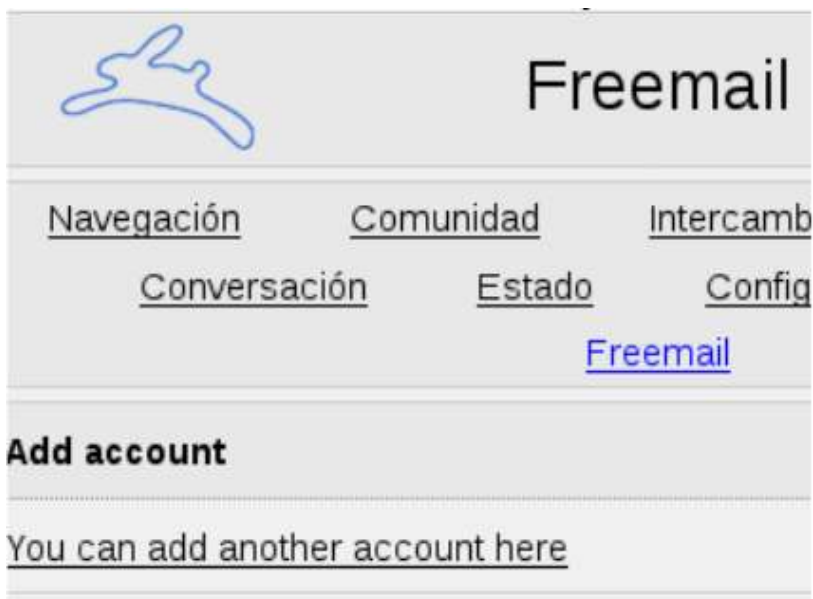 Freemail
Navegación Comunidad
Conversación Estado
Freemail
Add account
You can add another account here